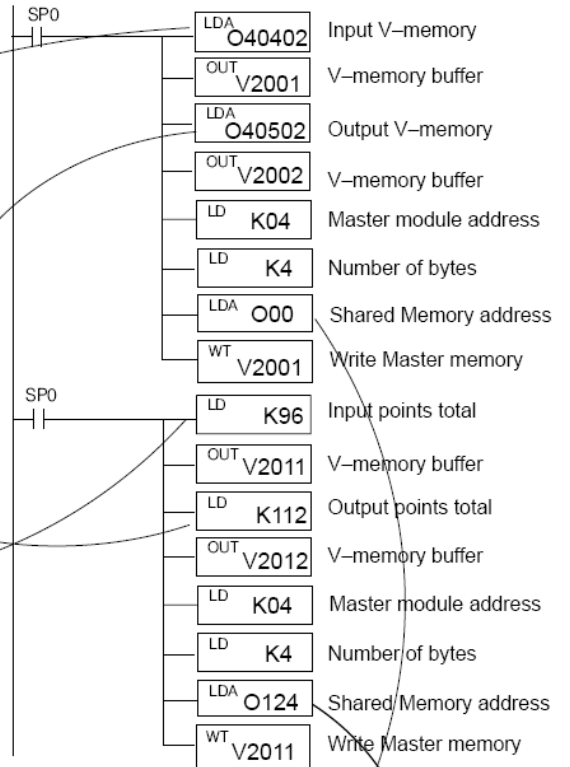 SP0
LDA O40402 Input V–memory
OUT V2001 V–memory buffer
LDA O40502 Output V–memory
OUT V2002 V–memory buffer
LD K04 Master module address
LD K4 Number of bytes
LDA O00 Shared Memory address
WT V2001 Write Master memory
SP0
LD K96 Input points total
OUT V2011 V–memory buffer
LD K112 Output points total
OUT V2012 V–memory buffer
LD K04 Master module address
LD K4 Number of bytes
LDA O124 Shared Memory address
WT V2011 Write Master memory